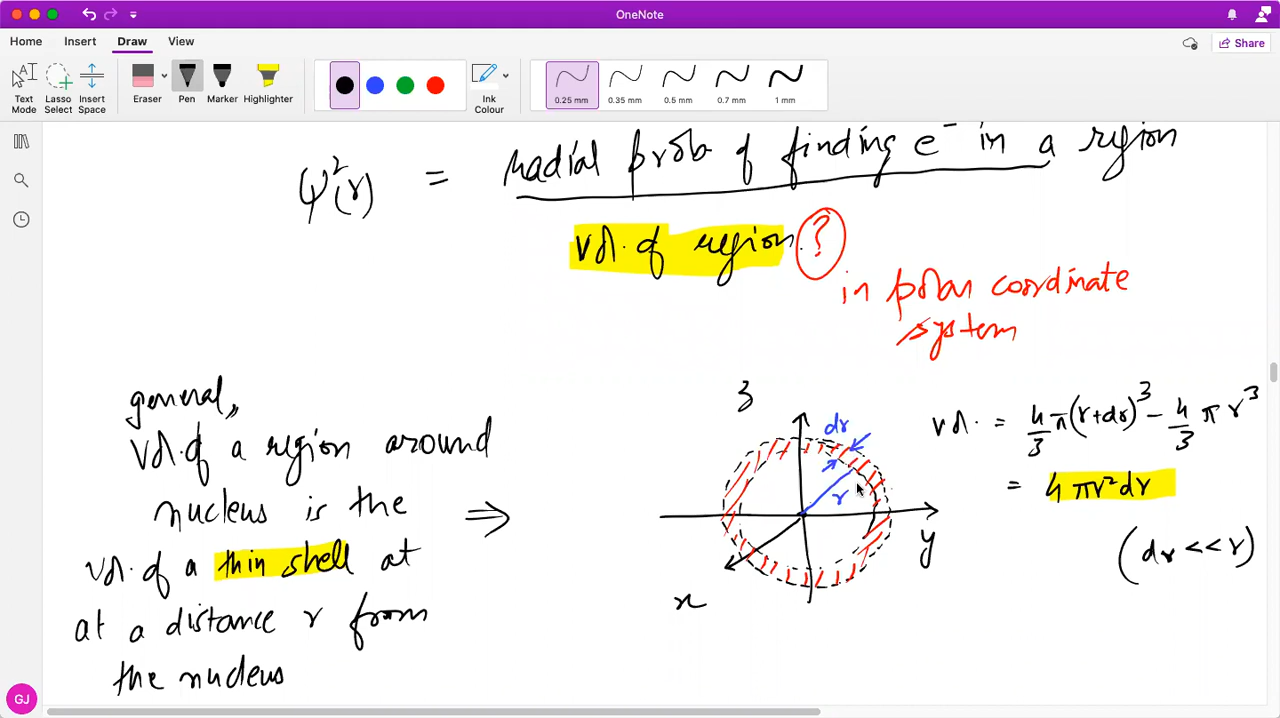 OneNote
Home Insert Draw View
Share
Text Mode
Lasso Select
Insert Space
Eraser
Pen
Marker
Highlighter
Ink Colour
0.25 mm
0.35 mm
0.5 mm
0.7 mm
1 mm
ψ²(r) = radial prob of finding e⁻ in a region
vol. of region. ?
in polar coordinate
system
general,,
vol. of a region around
nucleus is the
vol. of a thin shell at
at a distance r from
the nucleus
⇒
z
dr
r
y
x
vol. = 4/3 π(r+dr)³ − 4/3 π r³
= 4πr²dr
(dr << r)
GJ